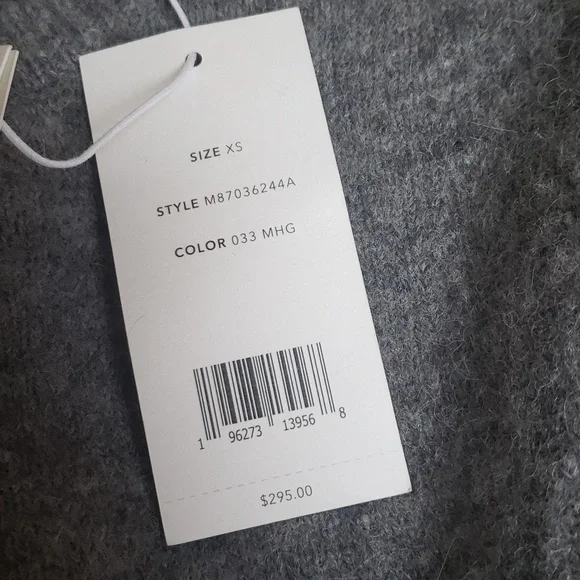 SIZE XS
STYLE M87036244A
COLOR 033 MHG
1 96273 13956 8
$295.00